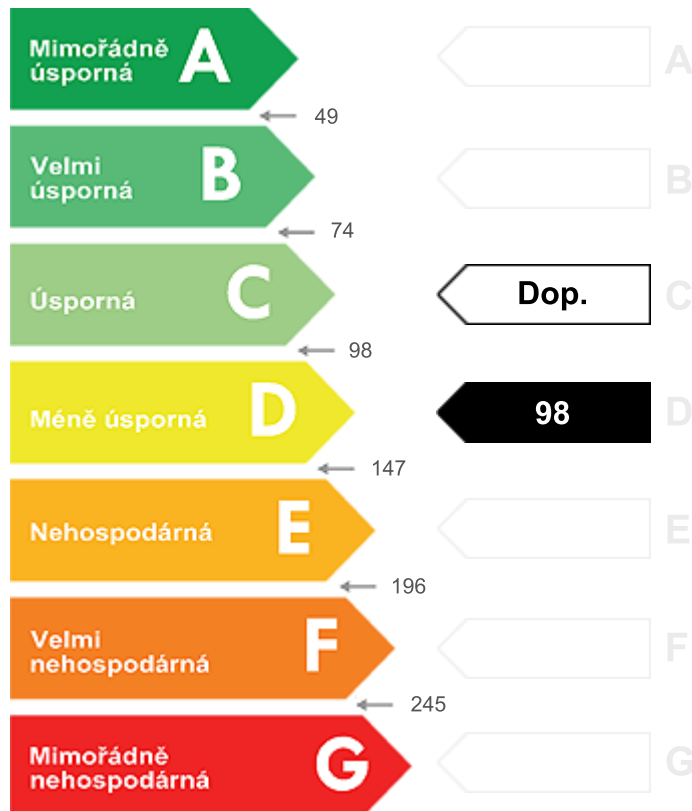 Mimořádně
úsporná
A
A
49
Velmi
úsporná
B
B
74
Úsporná
C
Dop.
C
98
Méně úsporná
D
98
D
147
Nehospodárná
E
E
196
Velmi
nehospodárná
F
F
245
Mimořádně
nehospodárná
G
G